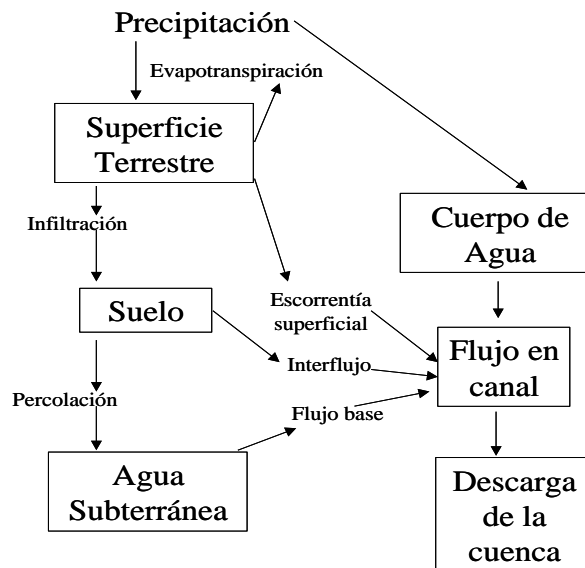 Precipitación
Evapotranspiración
Superficie
Terrestre
Infiltración
Cuerpo de
Agua
Suelo
Escorrentía
superficial
Flujo en
canal
Interflujo
Percolación
Flujo base
Agua
Subterránea
Descarga
de la
cuenca